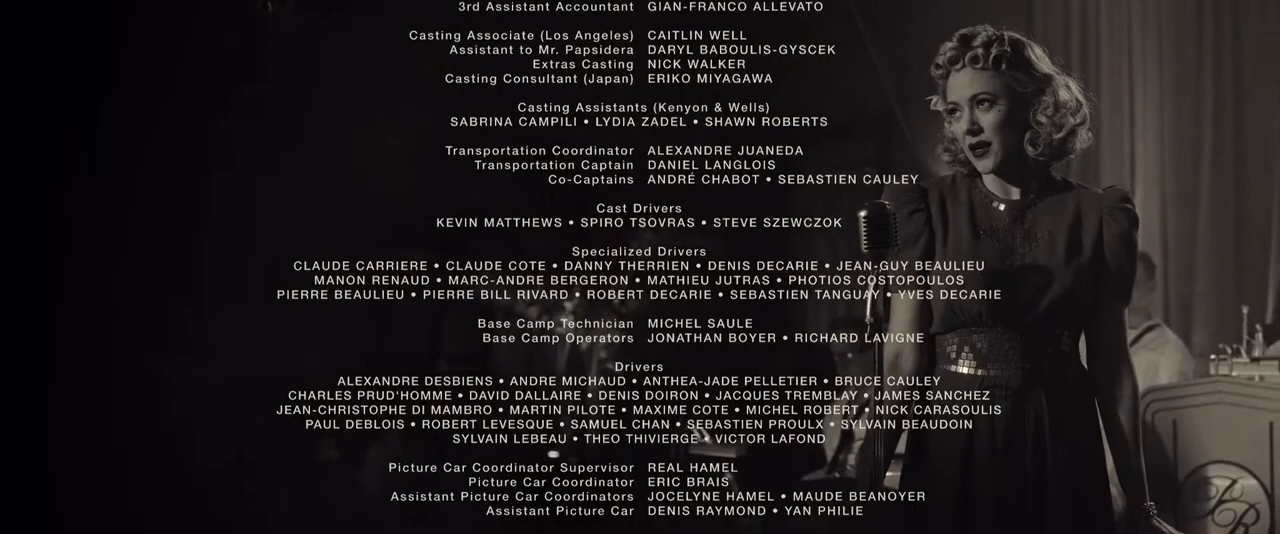 3rd Assistant Accountant GIAN-FRANCO ALLEVATO
Casting Associate (Los Angeles) CAITLIN WELL
Assistant to Mr. Papsidera DARYL BABOULIS-GYSCEK
Extras Casting NICK WALKER
Casting Consultant (Japan) ERIKO MIYAGAWA
Casting Assistants (Kenyon & Wells)
SABRINA CAMPILI • LYDIA ZADEL • SHAWN ROBERTS
Transportation Coordinator ALEXANDRE JUANEDA
Transportation Captain DANIEL LANGLOIS
Co-Captains ANDRÉ CHABOT • SEBASTIEN CAULEY
Cast Drivers
KEVIN MATTHEWS • SPIRO TSOVRAS • STEVE SZEWCZOK
Specialized Drivers
CLAUDE CARRIERE • CLAUDE COTE • DANNY THERRIEN • DENIS DECARIE • JEAN-GUY BEAULIEU
MANON RENAUD • MARC-ANDRE BERGERON • MATHIEU JUTRAS • PHOTIOS COSTOPOULOS
PIERRE BEAULIEU • PIERRE BILL RIVARD • ROBERT DECARIE • SEBASTIEN TANGUAY • YVES DECARIE
Base Camp Technician MICHEL SAULE
Base Camp Operators JONATHAN BOYER • RICHARD LAVIGNE
Drivers
ALEXANDRE DESBIENS • ANDRE MICHAUD • ANTHEA-JADE PELLETIER • BRUCE CAULEY
CHARLES PRUD'HOMME • DAVID DALLAIRE • DENIS DOIRON • JACQUES TREMBLAY • JAMES SANCHEZ
JEAN-CHRISTOPHE DI MAMBRO • MARTIN PILOTE • MAXIME COTE • MICHEL ROBERT • NICK CARASOULIS
PAUL DEBLOIS • ROBERT LEVESQUE • SAMUEL CHAN • SEBASTIEN PROULX • SYLVAIN BEAUDOIN
SYLVAIN LEBEAU • THEO THIVIERGE • VICTOR LAFOND
Picture Car Coordinator Supervisor REAL HAMEL
Picture Car Coordinator ERIC BRAIS
Assistant Picture Car Coordinators JOCELYNE HAMEL • MAUDE BEANOYER
Assistant Picture Car DENIS RAYMOND • YAN PHILIE